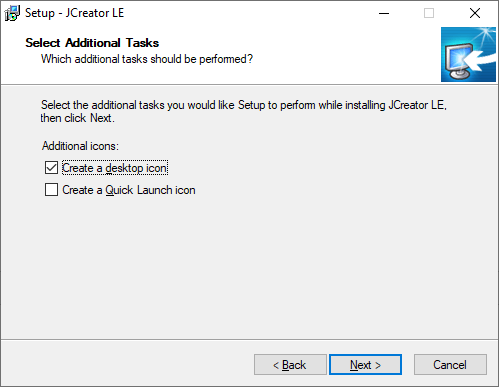 Setup - JCreator LE
Select Additional Tasks
Which additional tasks should be performed?
Select the additional tasks you would like Setup to perform while installing JCreator LE,
then click Next.
Additional icons:
Create a desktop icon
Create a Quick Launch icon
< Back
Next >
Cancel